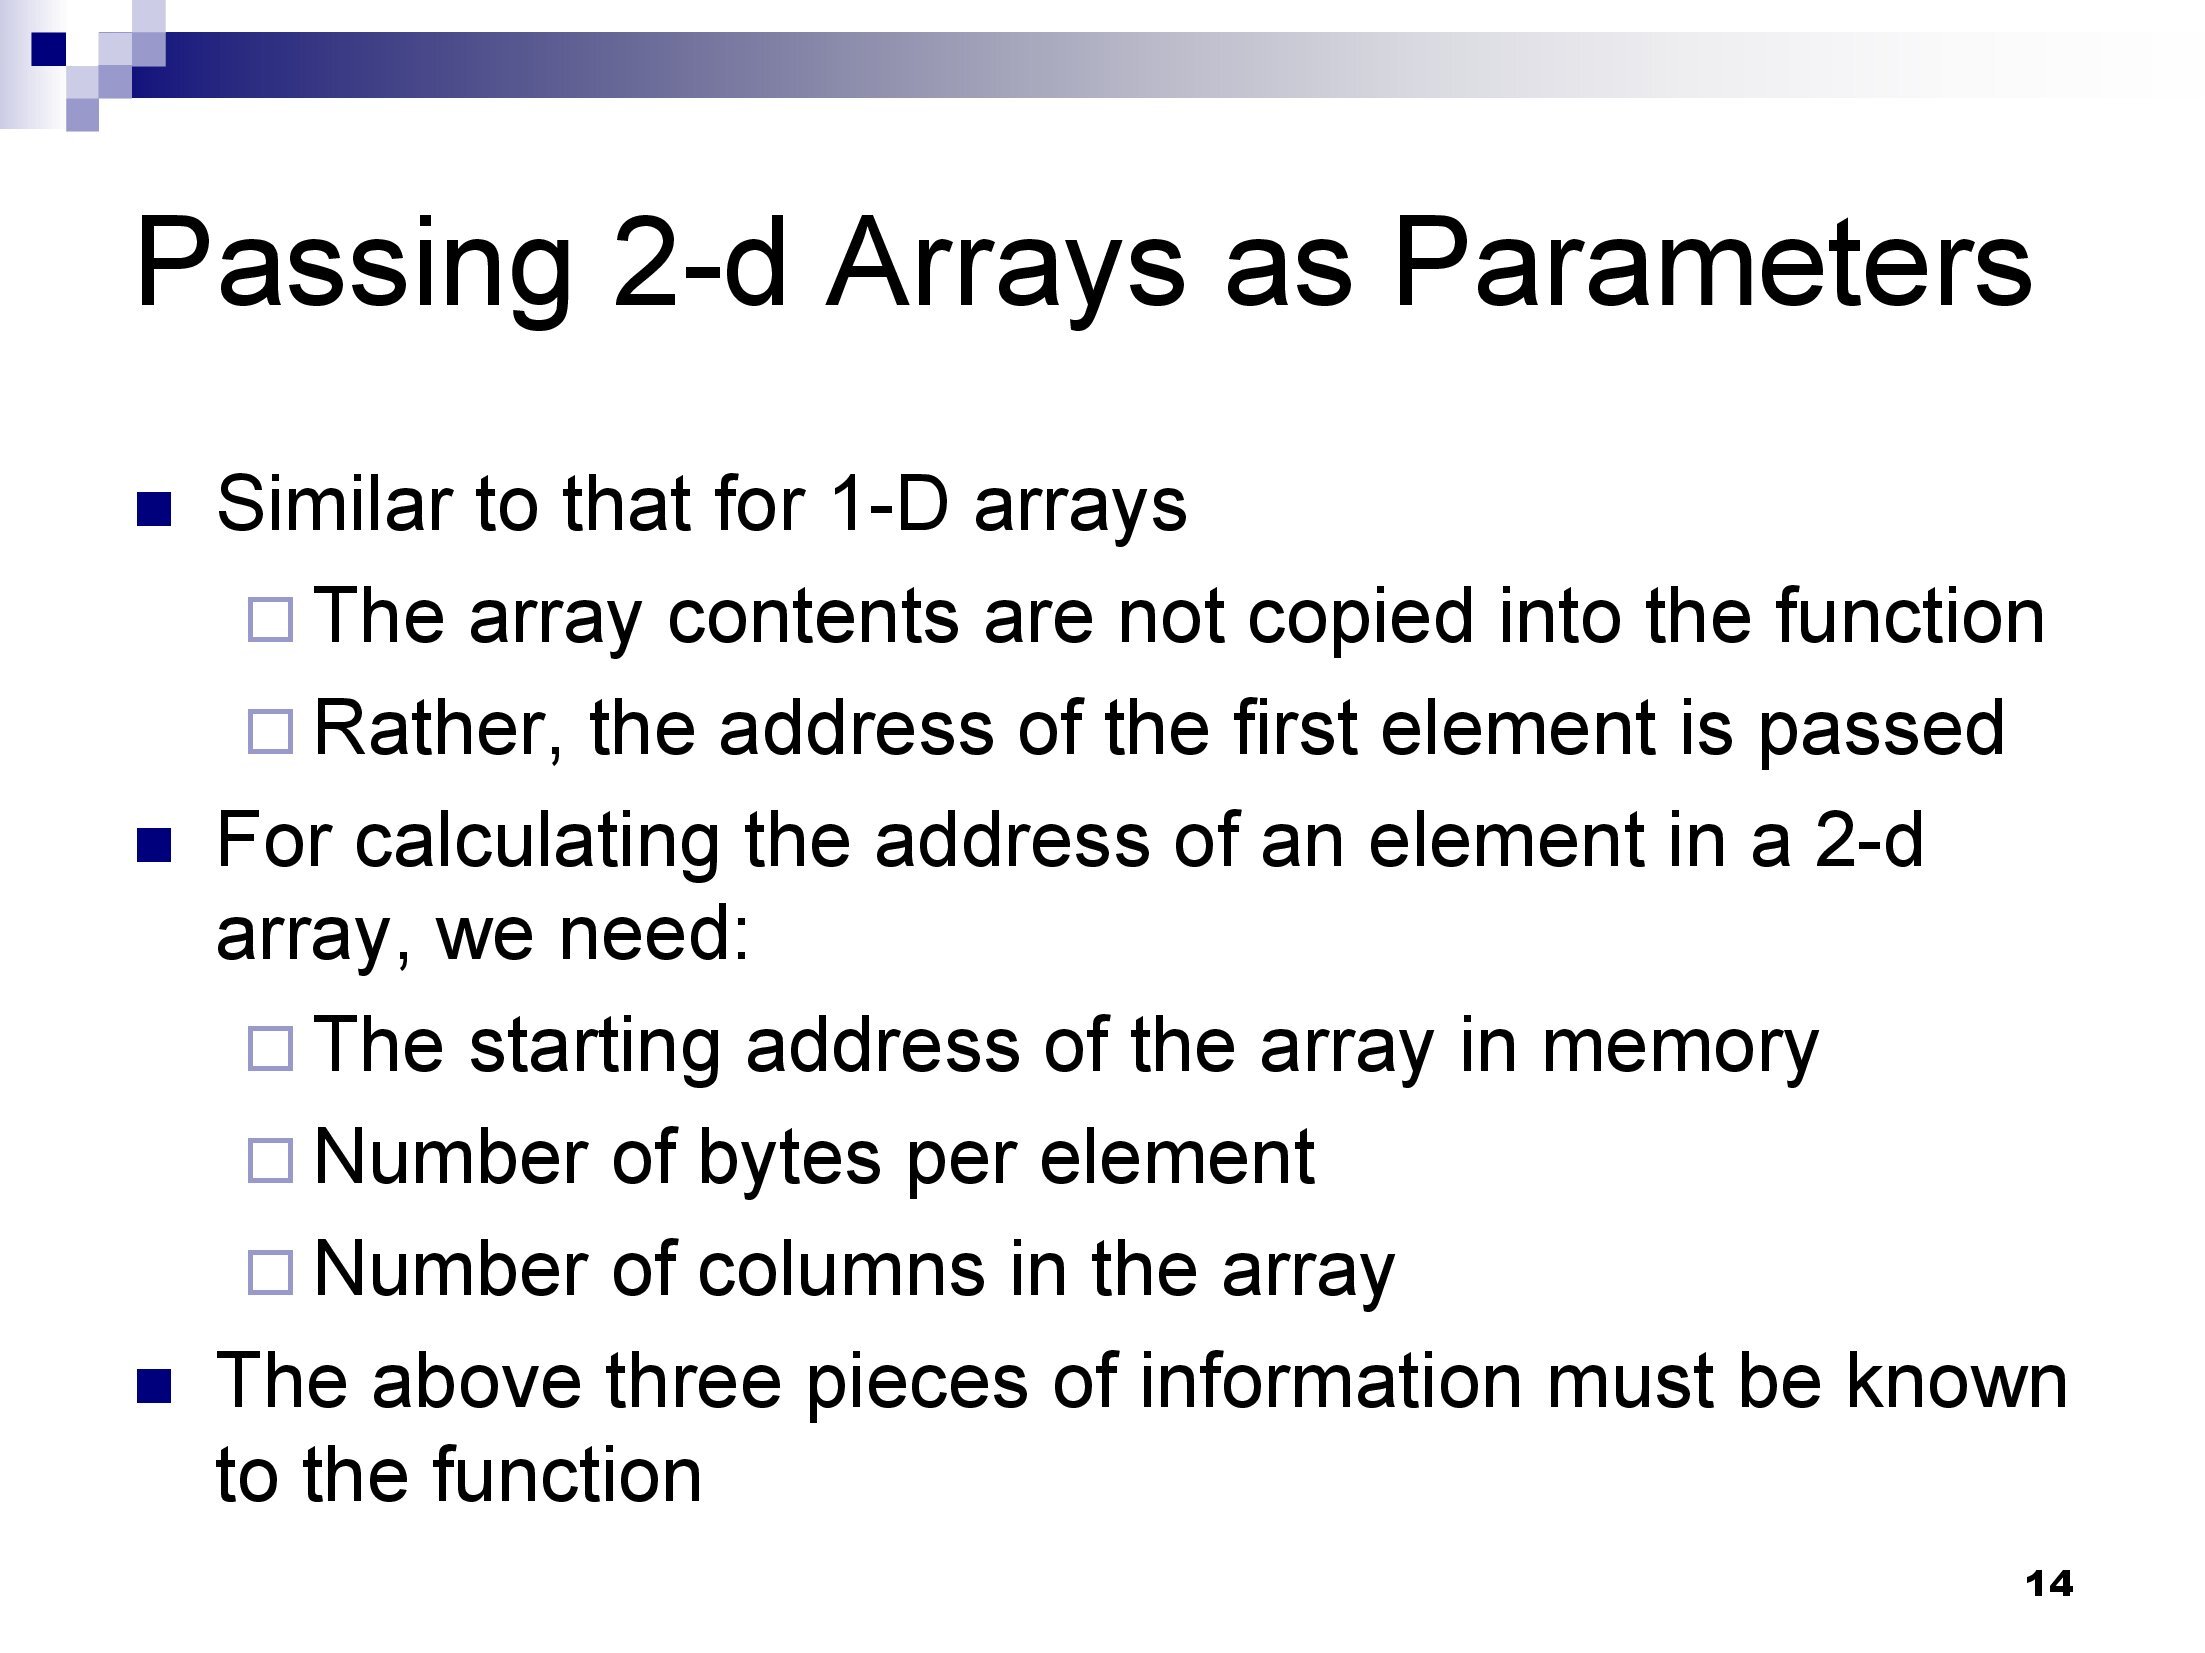 Passing 2-d Arrays as Parameters
Similar to that for 1-D arrays
The array contents are not copied into the function
Rather, the address of the first element is passed
For calculating the address of an element in a 2-d
array, we need:
The starting address of the array in memory
Number of bytes per element
Number of columns in the array
The above three pieces of information must be known
to the function
14